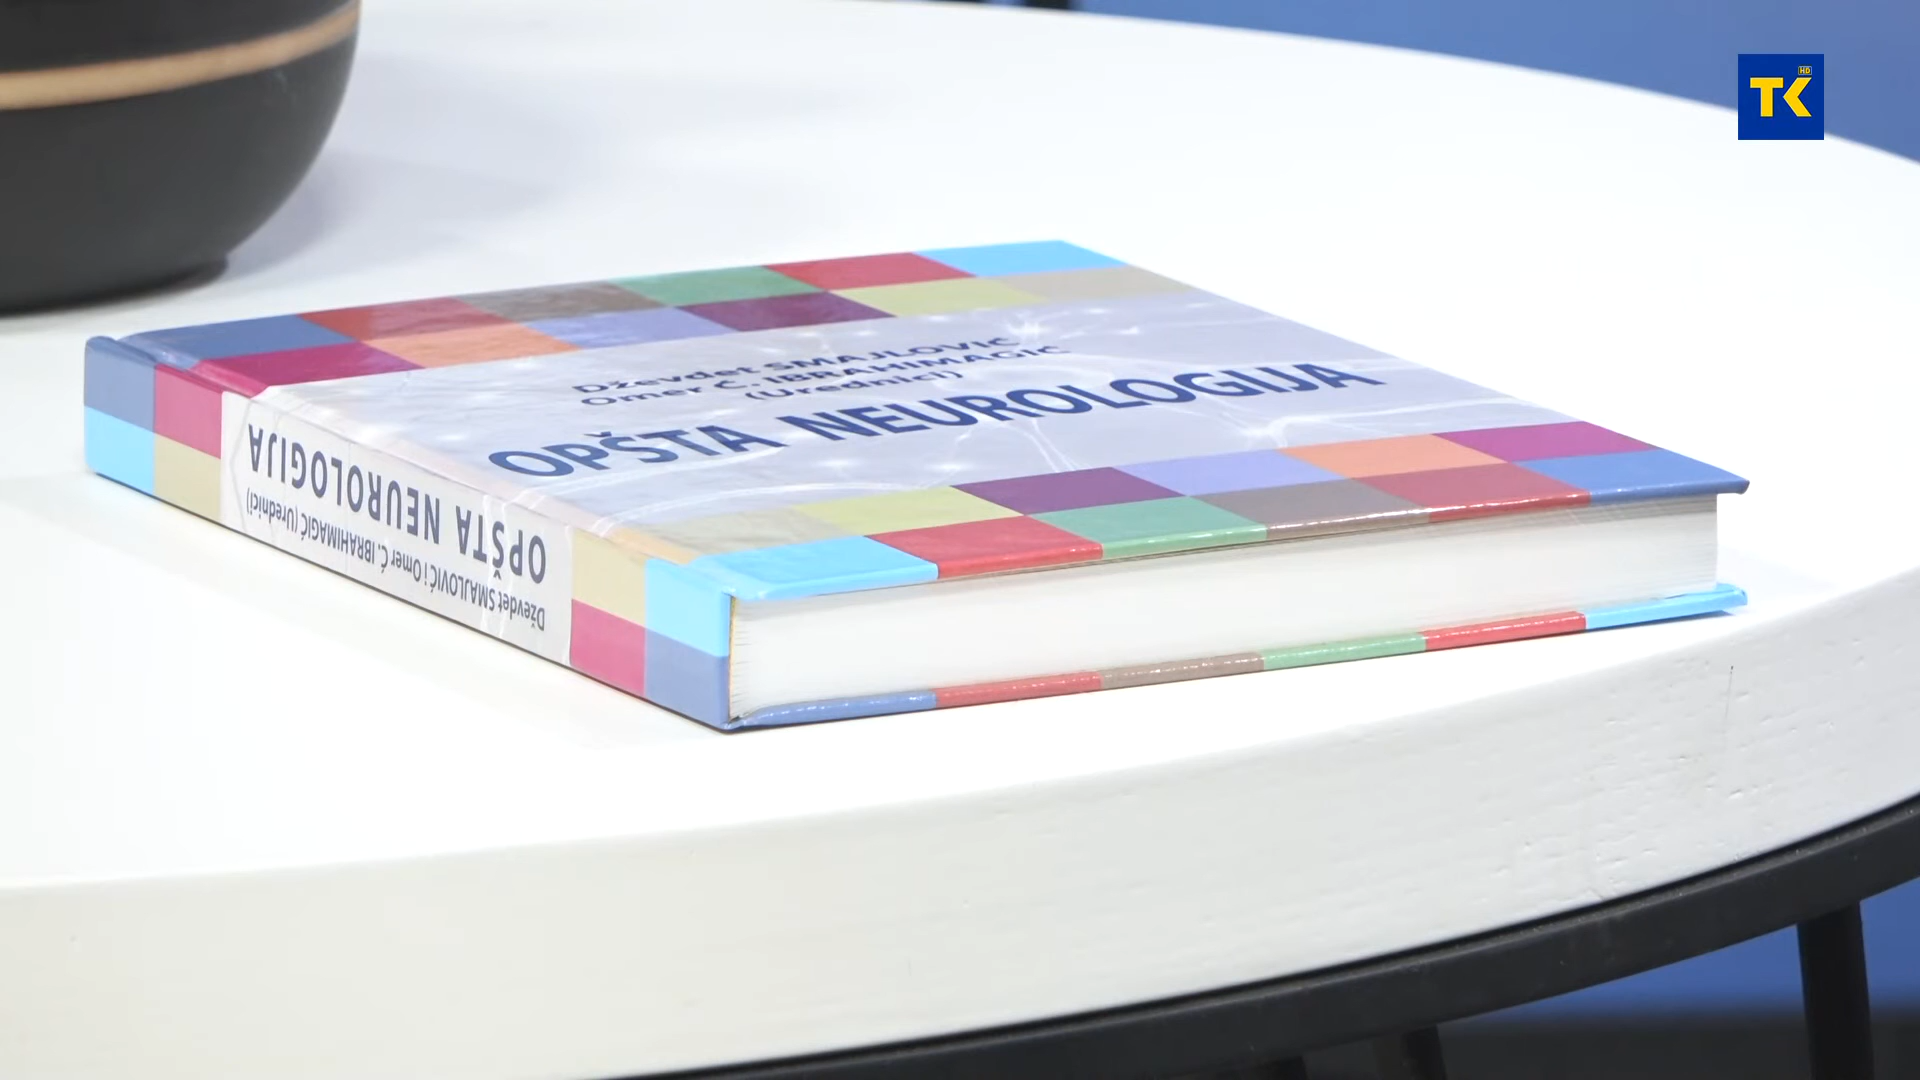 TK HD
Dževdet SMAJLOVIĆ
Omer Ć. IBRAHIMAGIĆ
(Urednici)
OPŠTA NEUROLOGIJA
Dževdet SMAJLOVIĆ i Omer Ć. IBRAHIMAGIĆ (Urednici)
OPŠTA NEUROLOGIJA